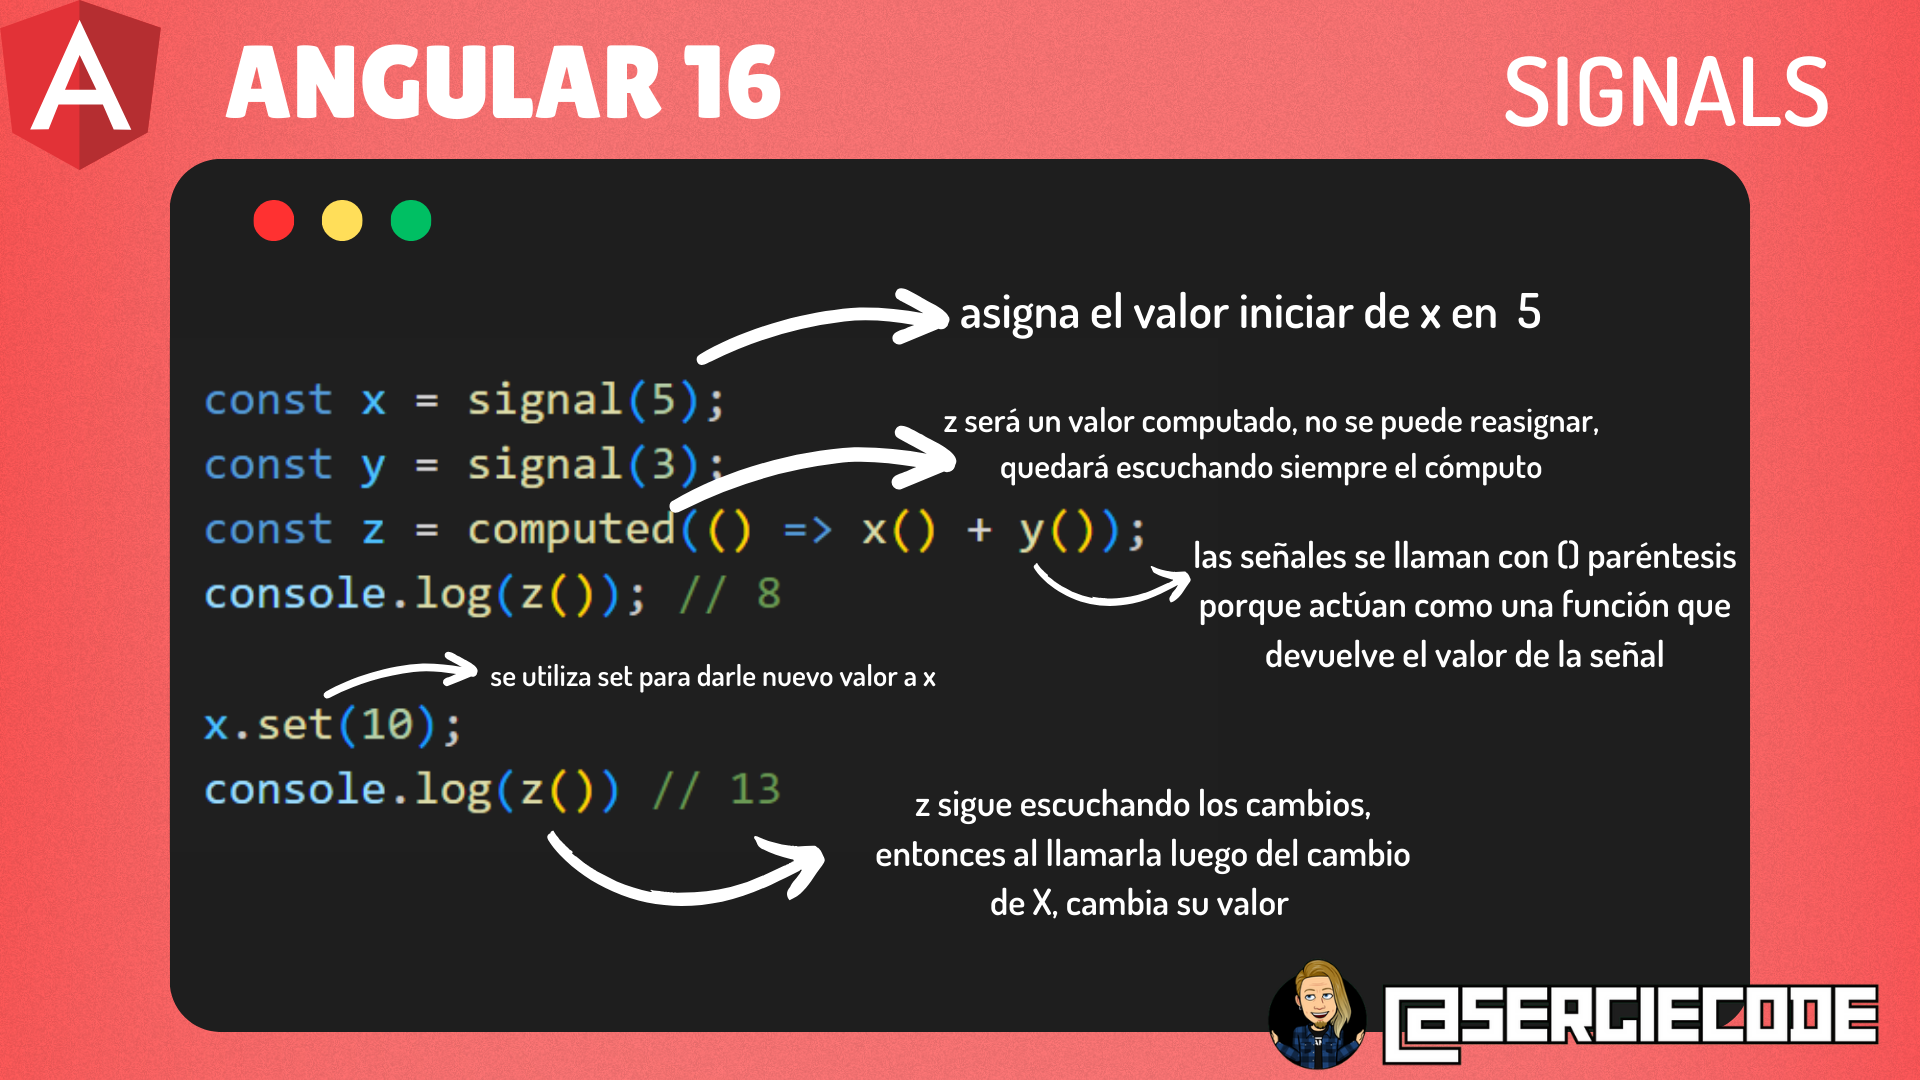 ANGULAR 16
SIGNALS
asigna el valor iniciar de x en 5
const x = signal(5);
z será un valor computado, no se puede reasignar,
quedará escuchando siempre el cómputo
const y = signal(3);
const z = computed(() => x() + y());
las señales se llaman con () paréntesis
porque actúan como una función que
devuelve el valor de la señal
console.log(z()); // 8
se utiliza set para darle nuevo valor a x
x.set(10);
console.log(z()) // 13
z sigue escuchando los cambios,
entonces al llamarla luego del cambio
de X, cambia su valor
@SERGIECODE